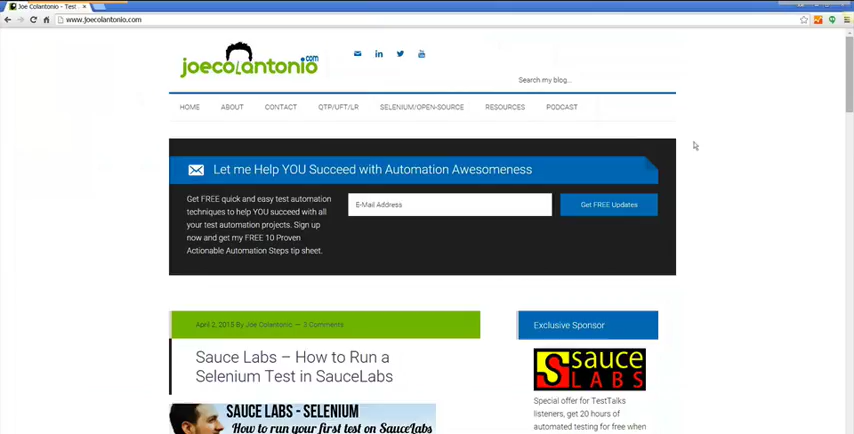 Joe Colantonio - Test
www.joecolantonio.com
joecolantonio.com
Search my blog...
HOME ABOUT CONTACT QTP/UFT/LR SELENIUM/OPEN-SOURCE RESOURCES PODCAST
Let me Help YOU Succeed with Automation Awesomeness
Get FREE quick and easy test automation
techniques to help YOU succeed with all
your test automation projects. Sign up
now and get my FREE 10 Proven
Actionable Automation Steps tip sheet.
E-Mail Address
Get FREE Updates
April 2, 2015 By Joe Colantonio — 3 Comments
Sauce Labs – How to Run a
Selenium Test in SauceLabs
SAUCE LABS - SELENIUM
How to run your first test on SauceLabs
Exclusive Sponsor
sauce
LABS
Special offer for TestTalks
listeners, get 20 hours of
automated testing for free when